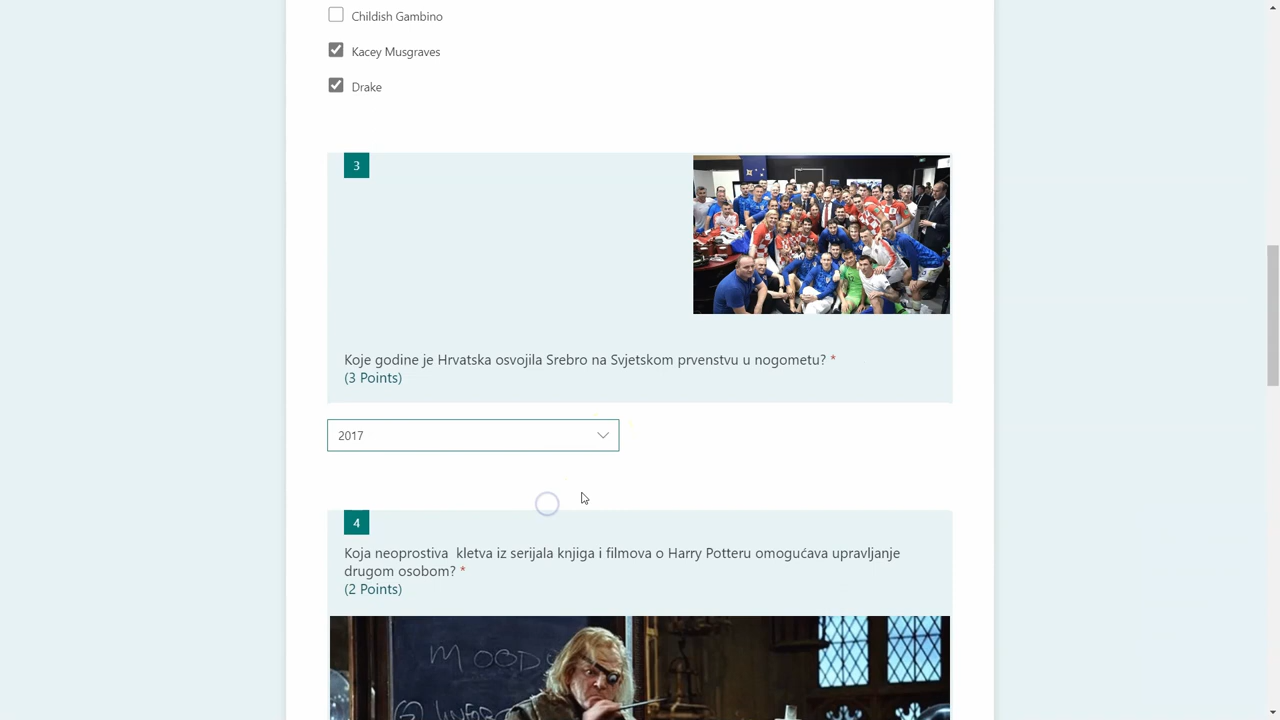 Childish Gambino
Kacey Musgraves
Drake
3
Koje godine je Hrvatska osvojila Srebro na Svjetskom prvenstvu u nogometu? *
(3 Points)
2017
4
Koja neoprostiva kletva iz serijala knjiga i filmova o Harry Potteru omogućava upravljanje
drugom osobom? *
(2 Points)
MOOD